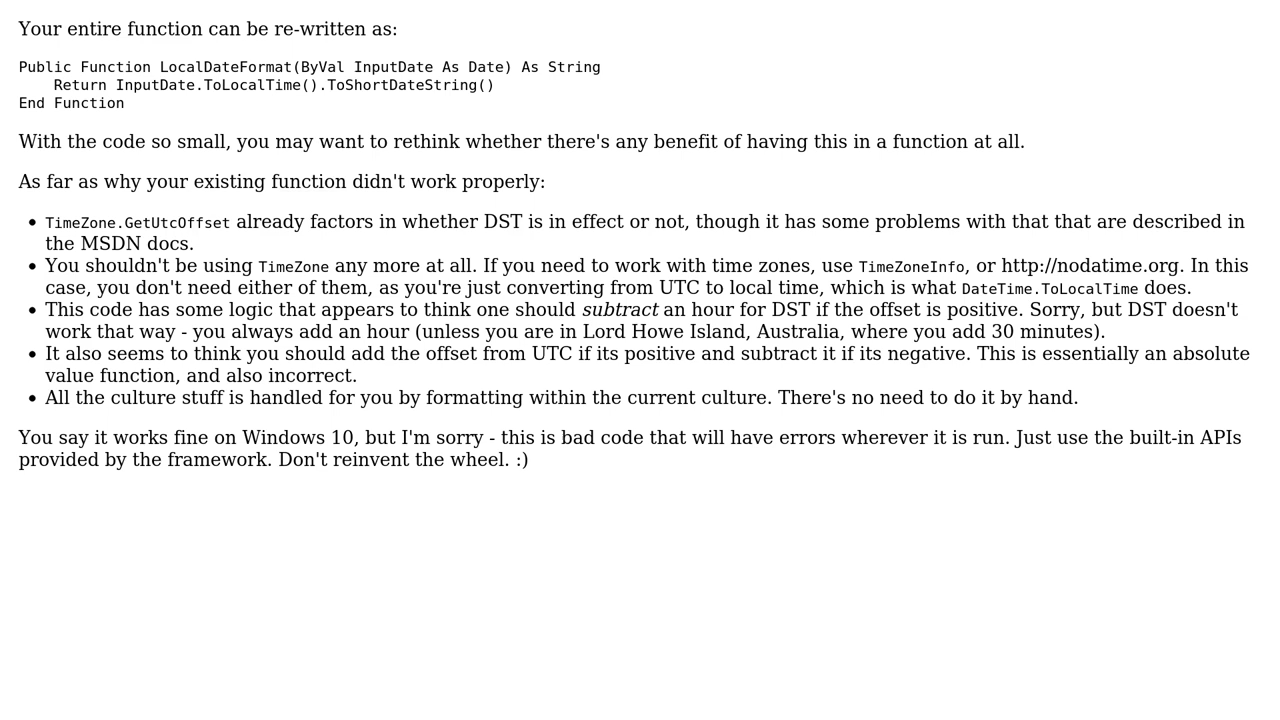 Your entire function can be re-written as:
Public Function LocalDateFormat(ByVal InputDate As Date) As String
    Return InputDate.ToLocalTime().ToShortDateString()
End Function
With the code so small, you may want to rethink whether there's any benefit of having this in a function at all.
As far as why your existing function didn't work properly:
• TimeZone.GetUtcOffset already factors in whether DST is in effect or not, though it has some problems with that that are described in
the MSDN docs.
• You shouldn't be using TimeZone any more at all. If you need to work with time zones, use TimeZoneInfo, or http://nodatime.org. In this
case, you don't need either of them, as you're just converting from UTC to local time, which is what DateTime.ToLocalTime does.
• This code has some logic that appears to think one should subtract an hour for DST if the offset is positive. Sorry, but DST doesn't
work that way - you always add an hour (unless you are in Lord Howe Island, Australia, where you add 30 minutes).
• It also seems to think you should add the offset from UTC if its positive and subtract it if its negative. This is essentially an absolute
value function, and also incorrect.
• All the culture stuff is handled for you by formatting within the current culture. There's no need to do it by hand.
You say it works fine on Windows 10, but I'm sorry - this is bad code that will have errors wherever it is run. Just use the built-in APIs
provided by the framework. Don't reinvent the wheel. :)